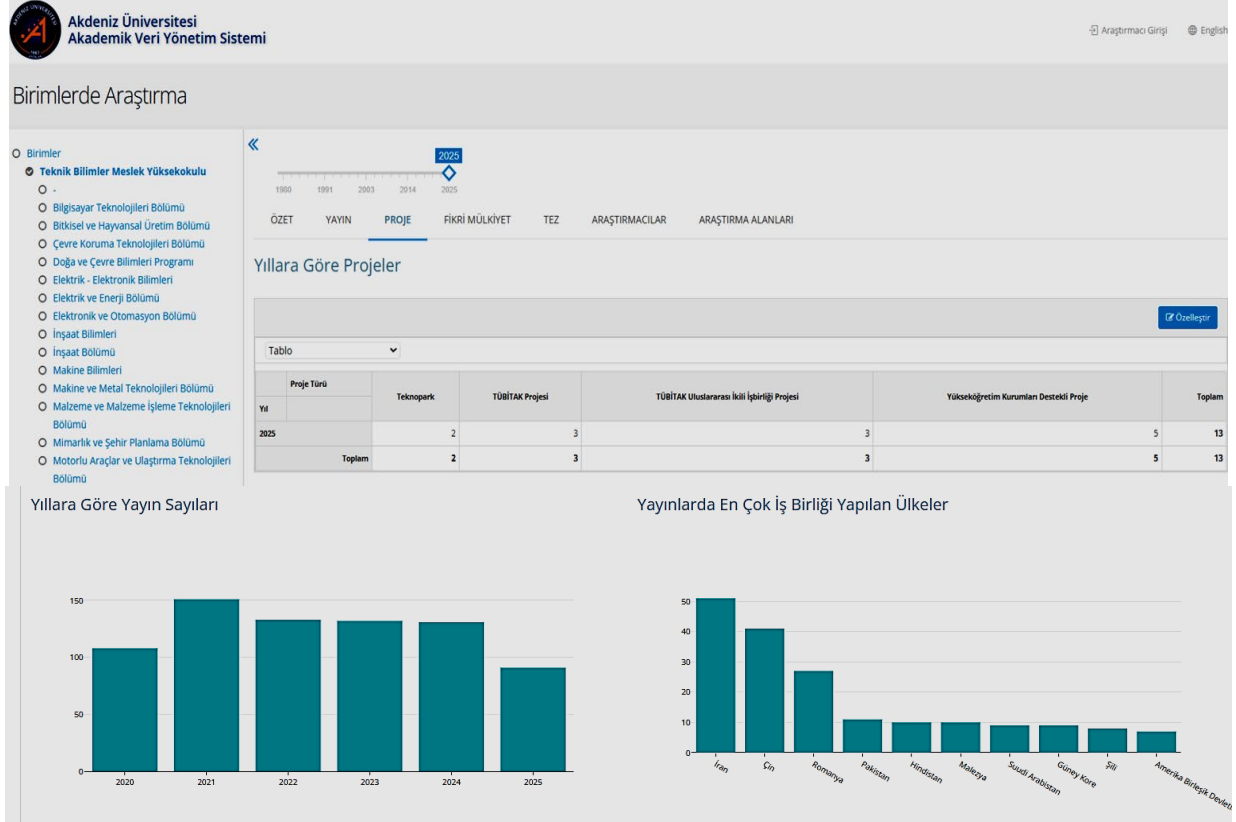 Akdeniz Üniversitesi
Akademik Veri Yönetim Sistemi
Araştırmacı Girişi
English
Birimlerde Araştırma
Birimler
Teknik Bilimler Meslek Yüksekokulu
-
Bilgisayar Teknolojileri Bölümü
Bitkisel ve Hayvansal Üretim Bölümü
Çevre Koruma Teknolojileri Bölümü
Doğa ve Çevre Bilimleri Programı
Elektrik - Elektronik Bilimleri
Elektrik ve Enerji Bölümü
Elektronik ve Otomasyon Bölümü
İnşaat Bilimleri
İnşaat Bölümü
Makine Bilimleri
Makine ve Metal Teknolojileri Bölümü
Malzeme ve Malzeme İşleme Teknolojileri
Bölümü
Mimarlık ve Şehir Planlama Bölümü
Motorlu Araçlar ve Ulaştırma Teknolojileri
Bölümü
2025
1980 1991 2003 2014 2025
ÖZET YAYIN PROJE FİKRİ MÜLKİYET TEZ ARAŞTIRMACILAR ARAŞTIRMA ALANLARI
Yıllara Göre Projeler
Özelleştir
Tablo
Proje Türü
Teknopark TÜBİTAK Projesi TÜBİTAK Uluslararası İkili İşbirliği Projesi Yükseköğretim Kurumları Destekli Proje Toplam
Yıl
2025 2 3 3 5 13
Toplam 2 3 3 5 13
Yıllara Göre Yayın Sayıları
150
100
50
0
2020 2021 2022 2023 2024 2025
Yayınlarda En Çok İş Birliği Yapılan Ülkeler
50
40
30
20
10
0
İran Çin Romanya Pakistan Hindistan Malezya Suudi Arabistan Güney Kore Şili Amerika Birleşik Devletl